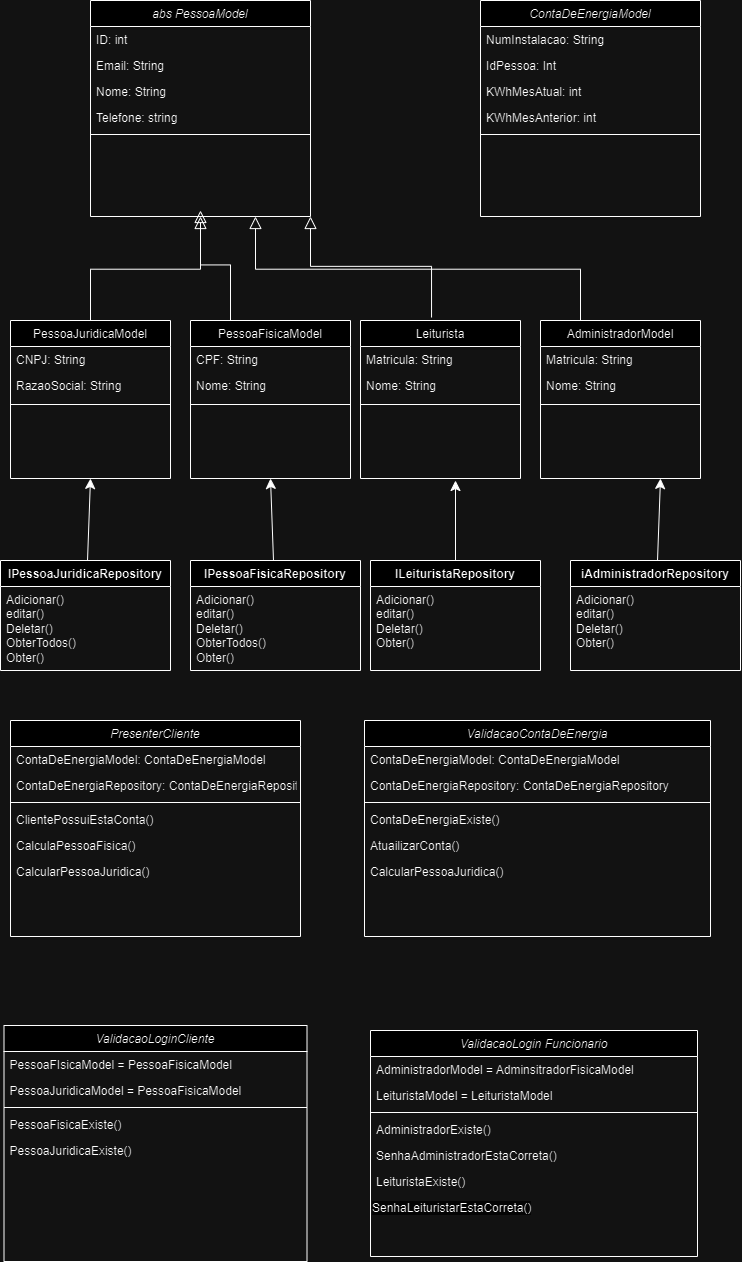 abs PessoaModel
ID: int
Email: String
Nome: String
Telefone: string
ContaDeEnergiaModel
NumInstalacao: String
IdPessoa: Int
KWhMesAtual: int
KWhMesAnterior: int
PessoaJuridicaModel
CNPJ: String
RazaoSocial: String
PessoaFisicaModel
CPF: String
Nome: String
Leiturista
Matricula: String
Nome: String
AdministradorModel
Matricula: String
Nome: String
IPessoaJuridicaRepository
Adicionar()
editar()
Deletar()
ObterTodos()
Obter()
IPessoaFisicaRepository
Adicionar()
editar()
Deletar()
ObterTodos()
Obter()
ILeituristaRepository
Adicionar()
editar()
Deletar()
Obter()
iAdministradorRepository
Adicionar()
editar()
Deletar()
Obter()
PresenterCliente
ContaDeEnergiaModel: ContaDeEnergiaModel
ContaDeEnergiaRepository: ContaDeEnergiaReposit
ClientePossuiEstaConta()
CalculaPessoaFisica()
CalcularPessoaJuridica()
ValidacaoContaDeEnergia
ContaDeEnergiaModel: ContaDeEnergiaModel
ContaDeEnergiaRepository: ContaDeEnergiaRepository
ContaDeEnergiaExiste()
AtuailizarConta()
CalcularPessoaJuridica()
ValidacaoLoginCliente
PessoaFIsicaModel = PessoaFisicaModel
PessoaJuridicaModel = PessoaFisicaModel
PessoaFisicaExiste()
PessoaJuridicaExiste()
ValidacaoLogin Funcionario
AdministradorModel = AdminsitradorFisicaModel
LeituristaModel = LeituristaModel
AdministradorExiste()
SenhaAdministradorEstaCorreta()
LeituristaExiste()
SenhaLeituristarEstaCorreta()